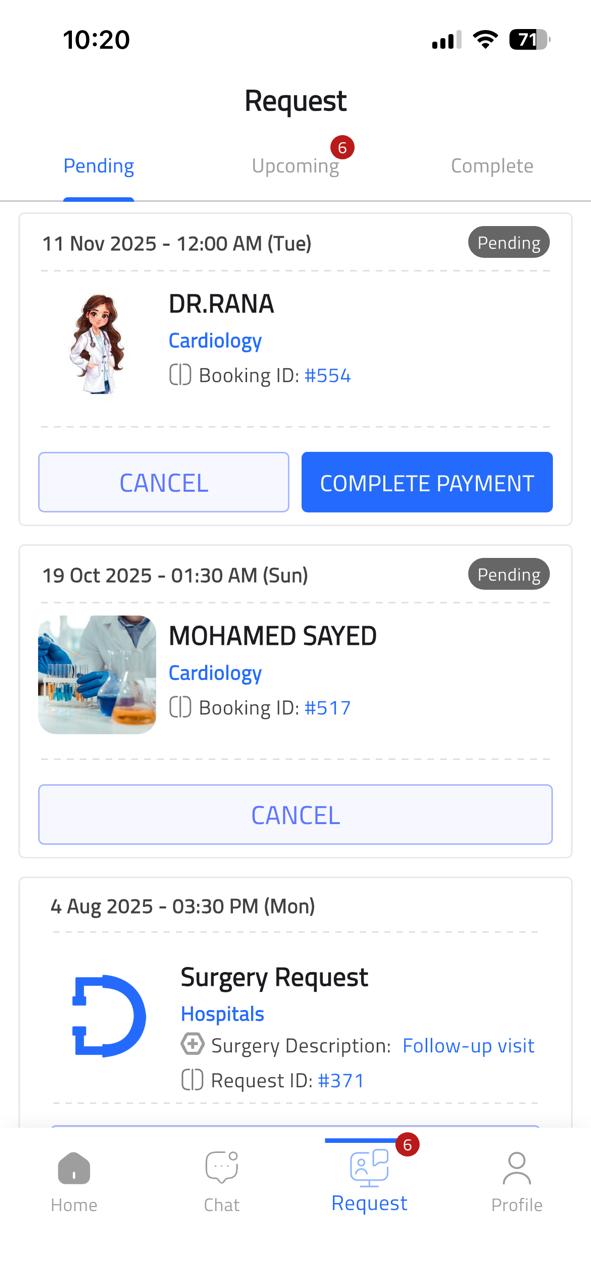 10:20
71
Request
Pending
Upcoming
6
Complete
11 Nov 2025 - 12:00 AM (Tue)
Pending
DR.RANA
Cardiology
Booking ID: #554
CANCEL
COMPLETE PAYMENT
19 Oct 2025 - 01:30 AM (Sun)
Pending
MOHAMED SAYED
Cardiology
Booking ID: #517
CANCEL
4 Aug 2025 - 03:30 PM (Mon)
Surgery Request
Hospitals
Surgery Description: Follow-up visit
Request ID: #371
6
Home
Chat
Request
Profile